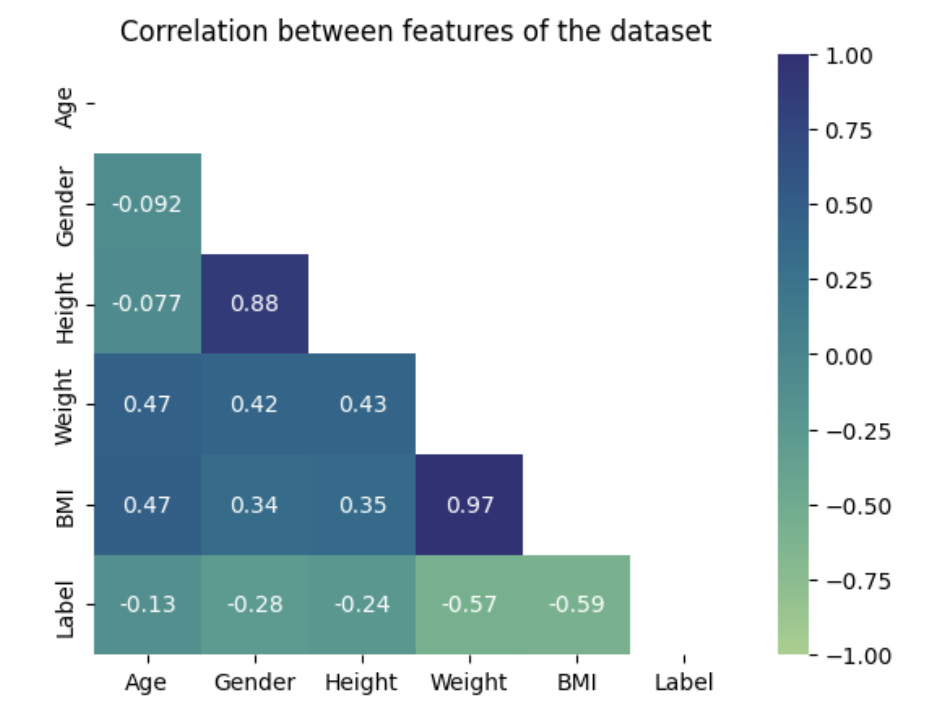 Correlation between features of the dataset
Age
Gender
-0.092
Height
-0.077 0.88
Weight
0.47 0.42 0.43
BMI
0.47 0.34 0.35 0.97
Label
-0.13 -0.28 -0.24 -0.57 -0.59
Age Gender Height Weight BMI Label
1.00
0.75
0.50
0.25
0.00
−0.25
−0.50
−0.75
−1.00